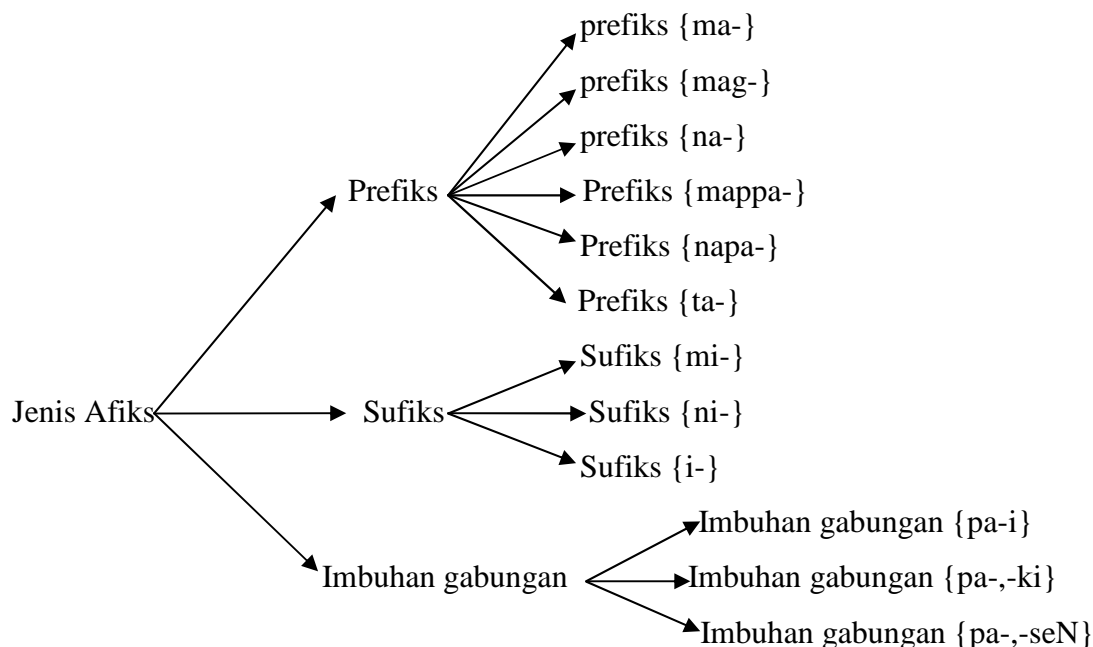 prefiks {ma-}
prefiks {mag-}
prefiks {na-}
Prefiks
Prefiks {mappa-}
Prefiks {napa-}
Prefiks {ta-}
Sufiks {mi-}
Jenis Afiks
Sufiks
Sufiks {ni-}
Sufiks {i-}
Imbuhan gabungan {pa-i}
Imbuhan gabungan
Imbuhan gabungan {pa-,-ki}
Imbuhan gabungan {pa-,-seN}